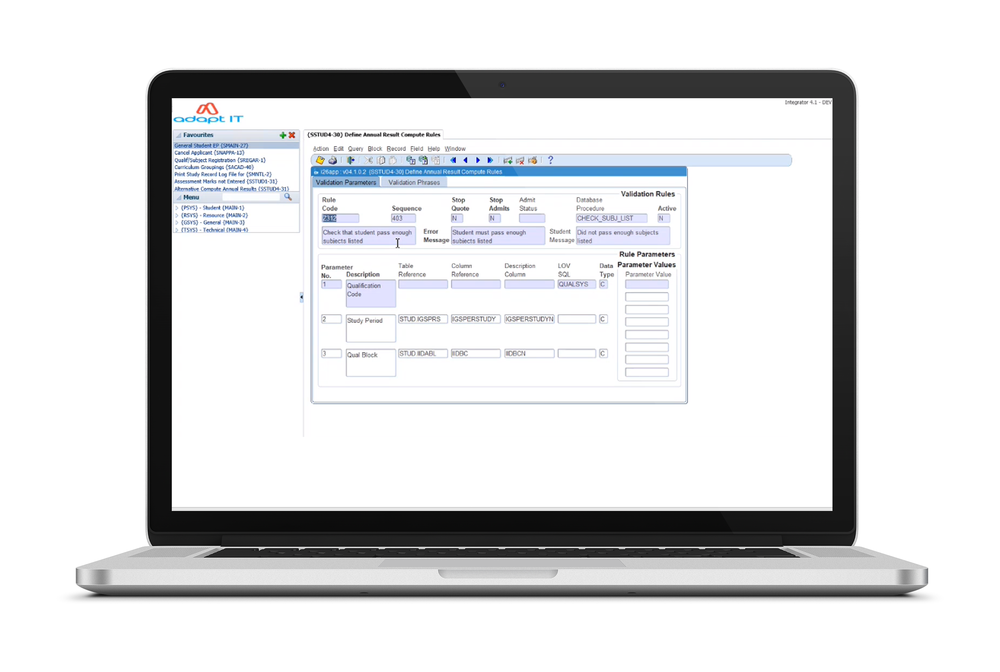 adapt IT
Integrator 4.1 - DEV
Favourites
General Student EP {SMAIN-27}
Cancel Applicant {SNAPPA-13}
Qualif/Subject Registration {SREGAR-1}
Curriculum Groupings {SACAD-40}
Print Study Record Log File for {SMNTL-2}
Assessment Marks not Entered {SSTUD1-31}
Alternative Compute Annual Results {SSTUD4-31}
Menu
{PSYS} - Student {MAIN-1}
{RSYS} - Resource {MAIN-2}
{GSYS} - General {MAIN-3}
{TSYS} - Technical {MAIN-4}
{SSTUD4-30} Define Annual Result Compute Rules
Action Edit Query Block Record Field Help Window
?
i26app : v04.1.0.2 {SSTUD4-30} Define Annual Result Compute Rules
Validation Parameters Validation Phrases
Validation Rules
Rule Code Sequence Stop Quote Stop Admits Admit Status Database Procedure Active
Z312 403 N N CHECK_SUBJ_LIST N
Check that student pass enough
subjects listed
Error
Message
Student must pass enough
subjects listed
Student
Message
Did not pass enough subjects
listed
Rule Parameters
Parameter No. Description Table Reference Column Reference Description Column LOV SQL Data Type Parameter Values
Parameter Value
1 Qualification Code QUALSYS C
2 Study Period STUD.IGSPRS IGSPERSTUDY IGSPERSTUDYN C
3 Qual Block STUD.IIDABL IIDBC IIDBCN C